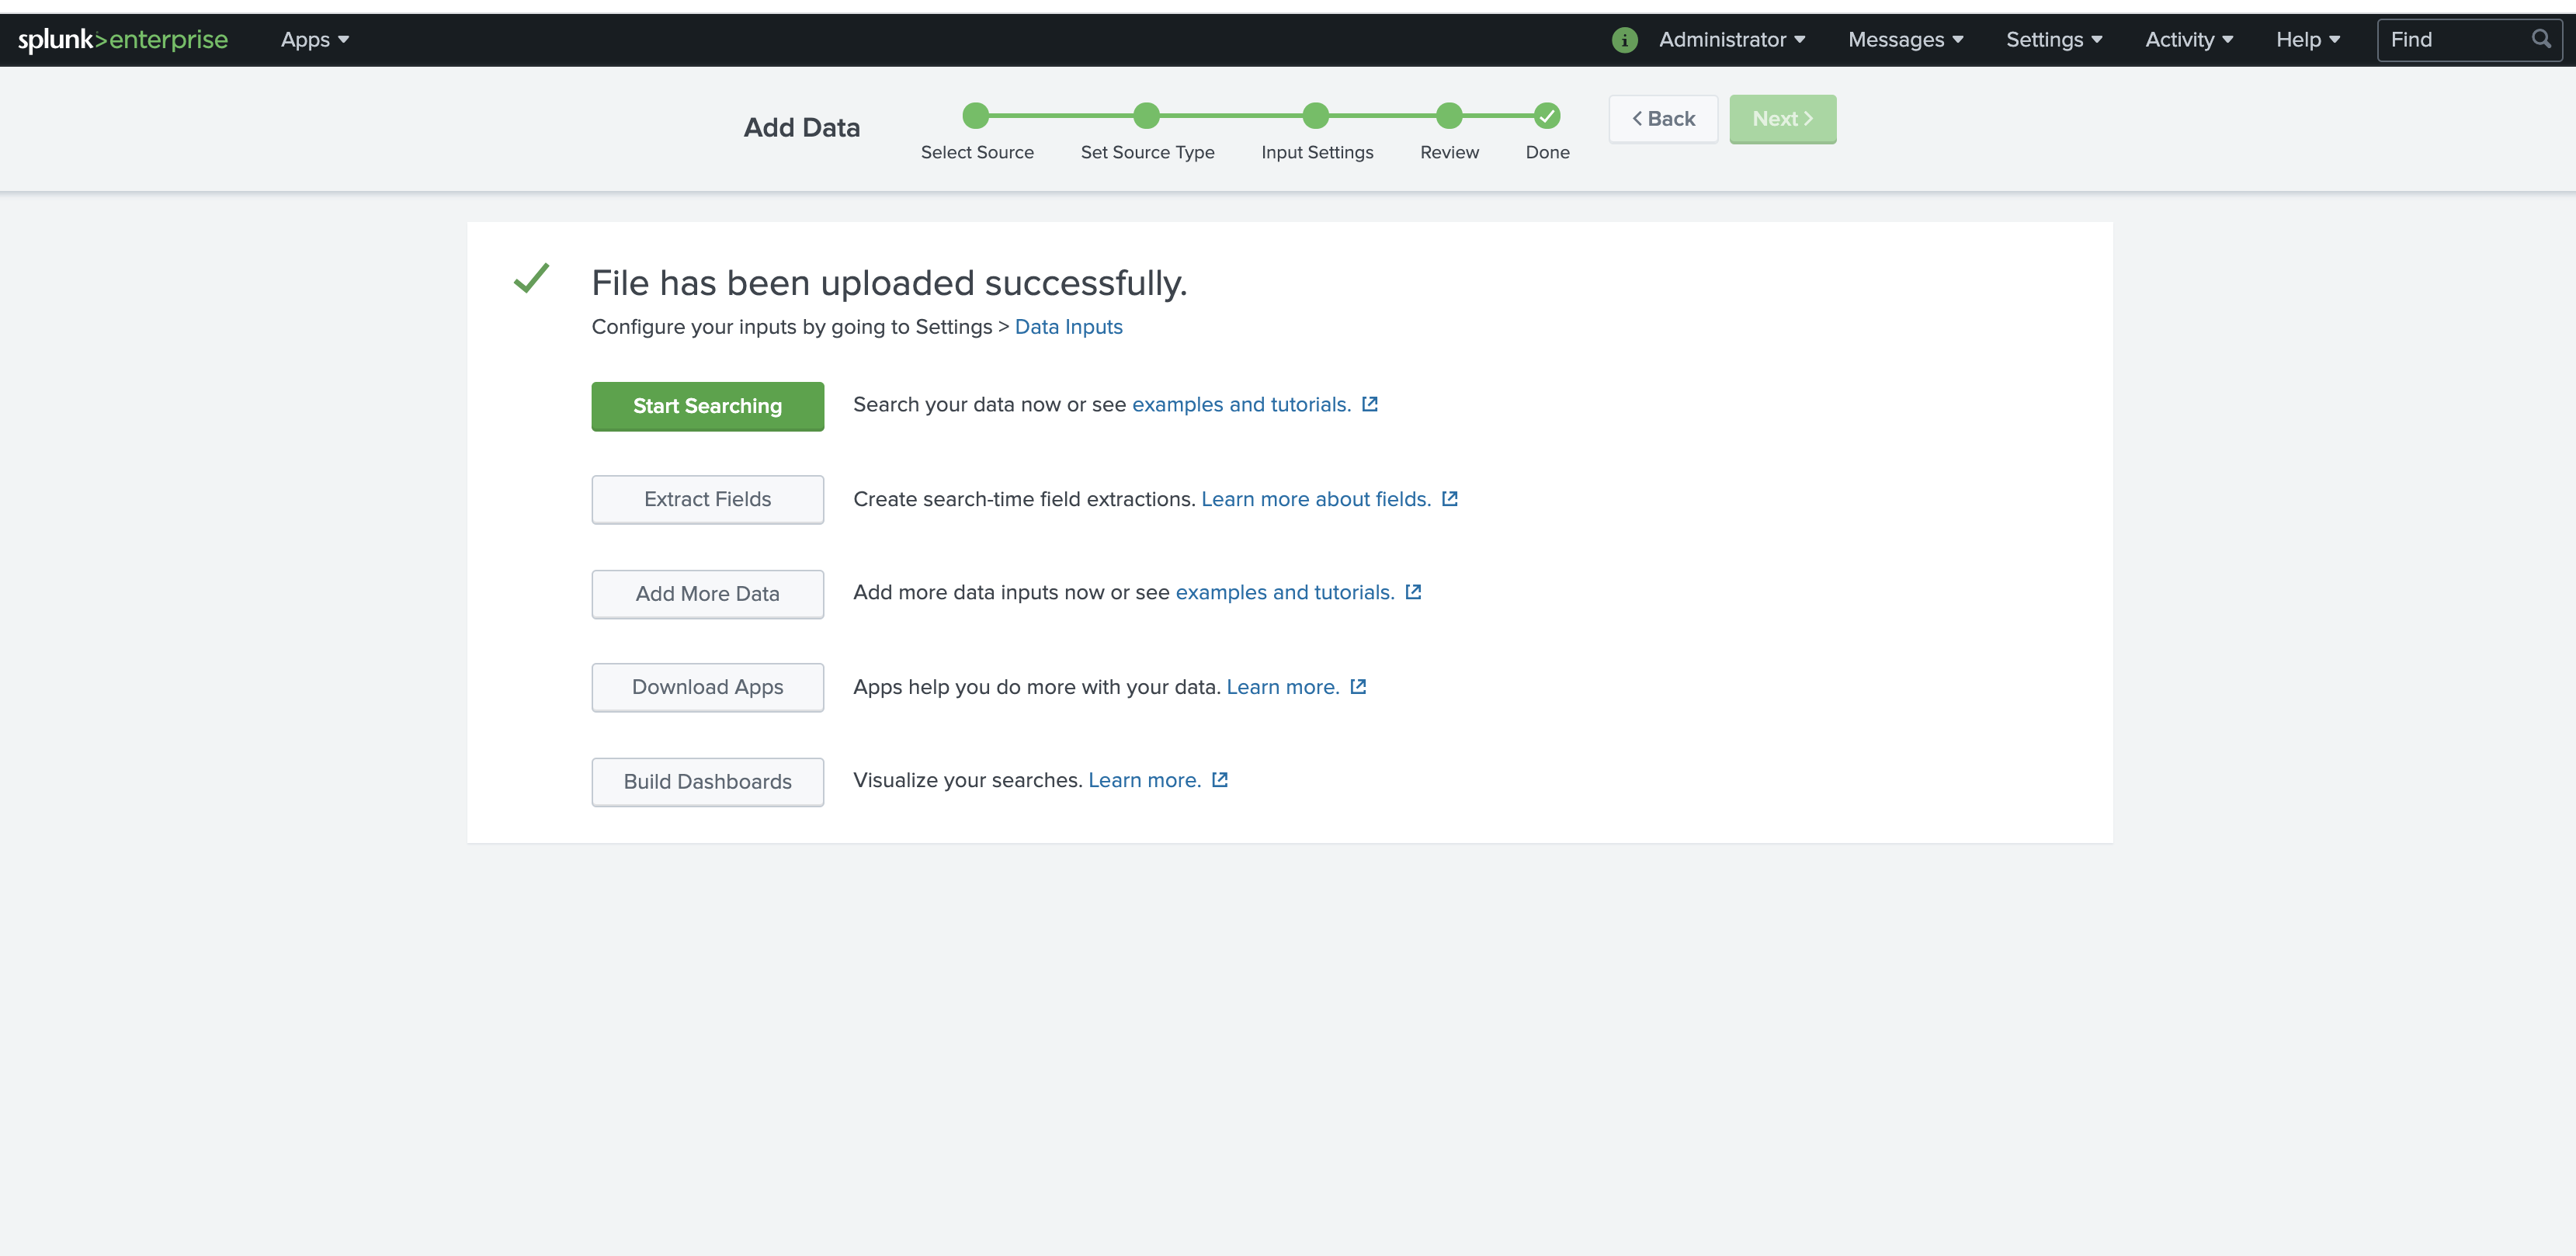 splunk>enterprise Apps Administrator Messages Settings Activity Help Find
Add Data
Select Source Set Source Type Input Settings Review Done
Back Next
File has been uploaded successfully.
Configure your inputs by going to Settings > Data Inputs
Start Searching Search your data now or see examples and tutorials.
Extract Fields Create search-time field extractions. Learn more about fields.
Add More Data Add more data inputs now or see examples and tutorials.
Download Apps Apps help you do more with your data. Learn more.
Build Dashboards Visualize your searches. Learn more.